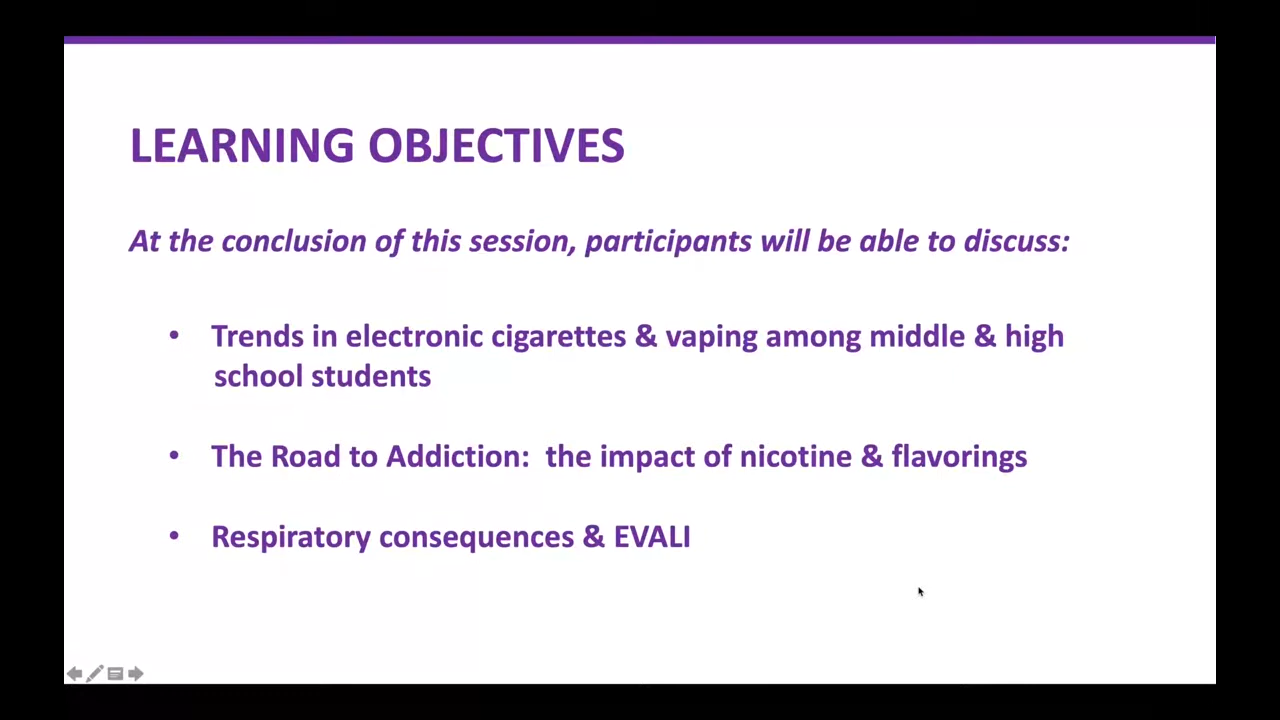 LEARNING OBJECTIVES
At the conclusion of this session, participants will be able to discuss:
• Trends in electronic cigarettes & vaping among middle & high
school students
• The Road to Addiction: the impact of nicotine & flavorings
• Respiratory consequences & EVALI